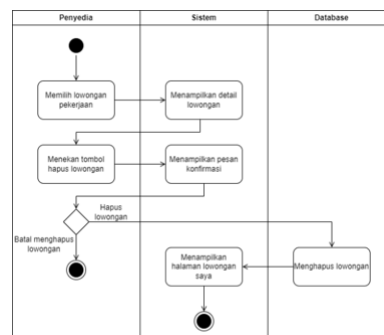 Penyedia
Sistem
Database
Memilih lowongan
pekerjaan
Menampilkan detail
lowongan
Menekan tombol
hapus lowongan
Menampilkan pesan
konfirmasi
Hapus
lowongan
Batal menghapus
lowongan
Menampilkan
halaman lowongan
saya
Menghapus lowongan